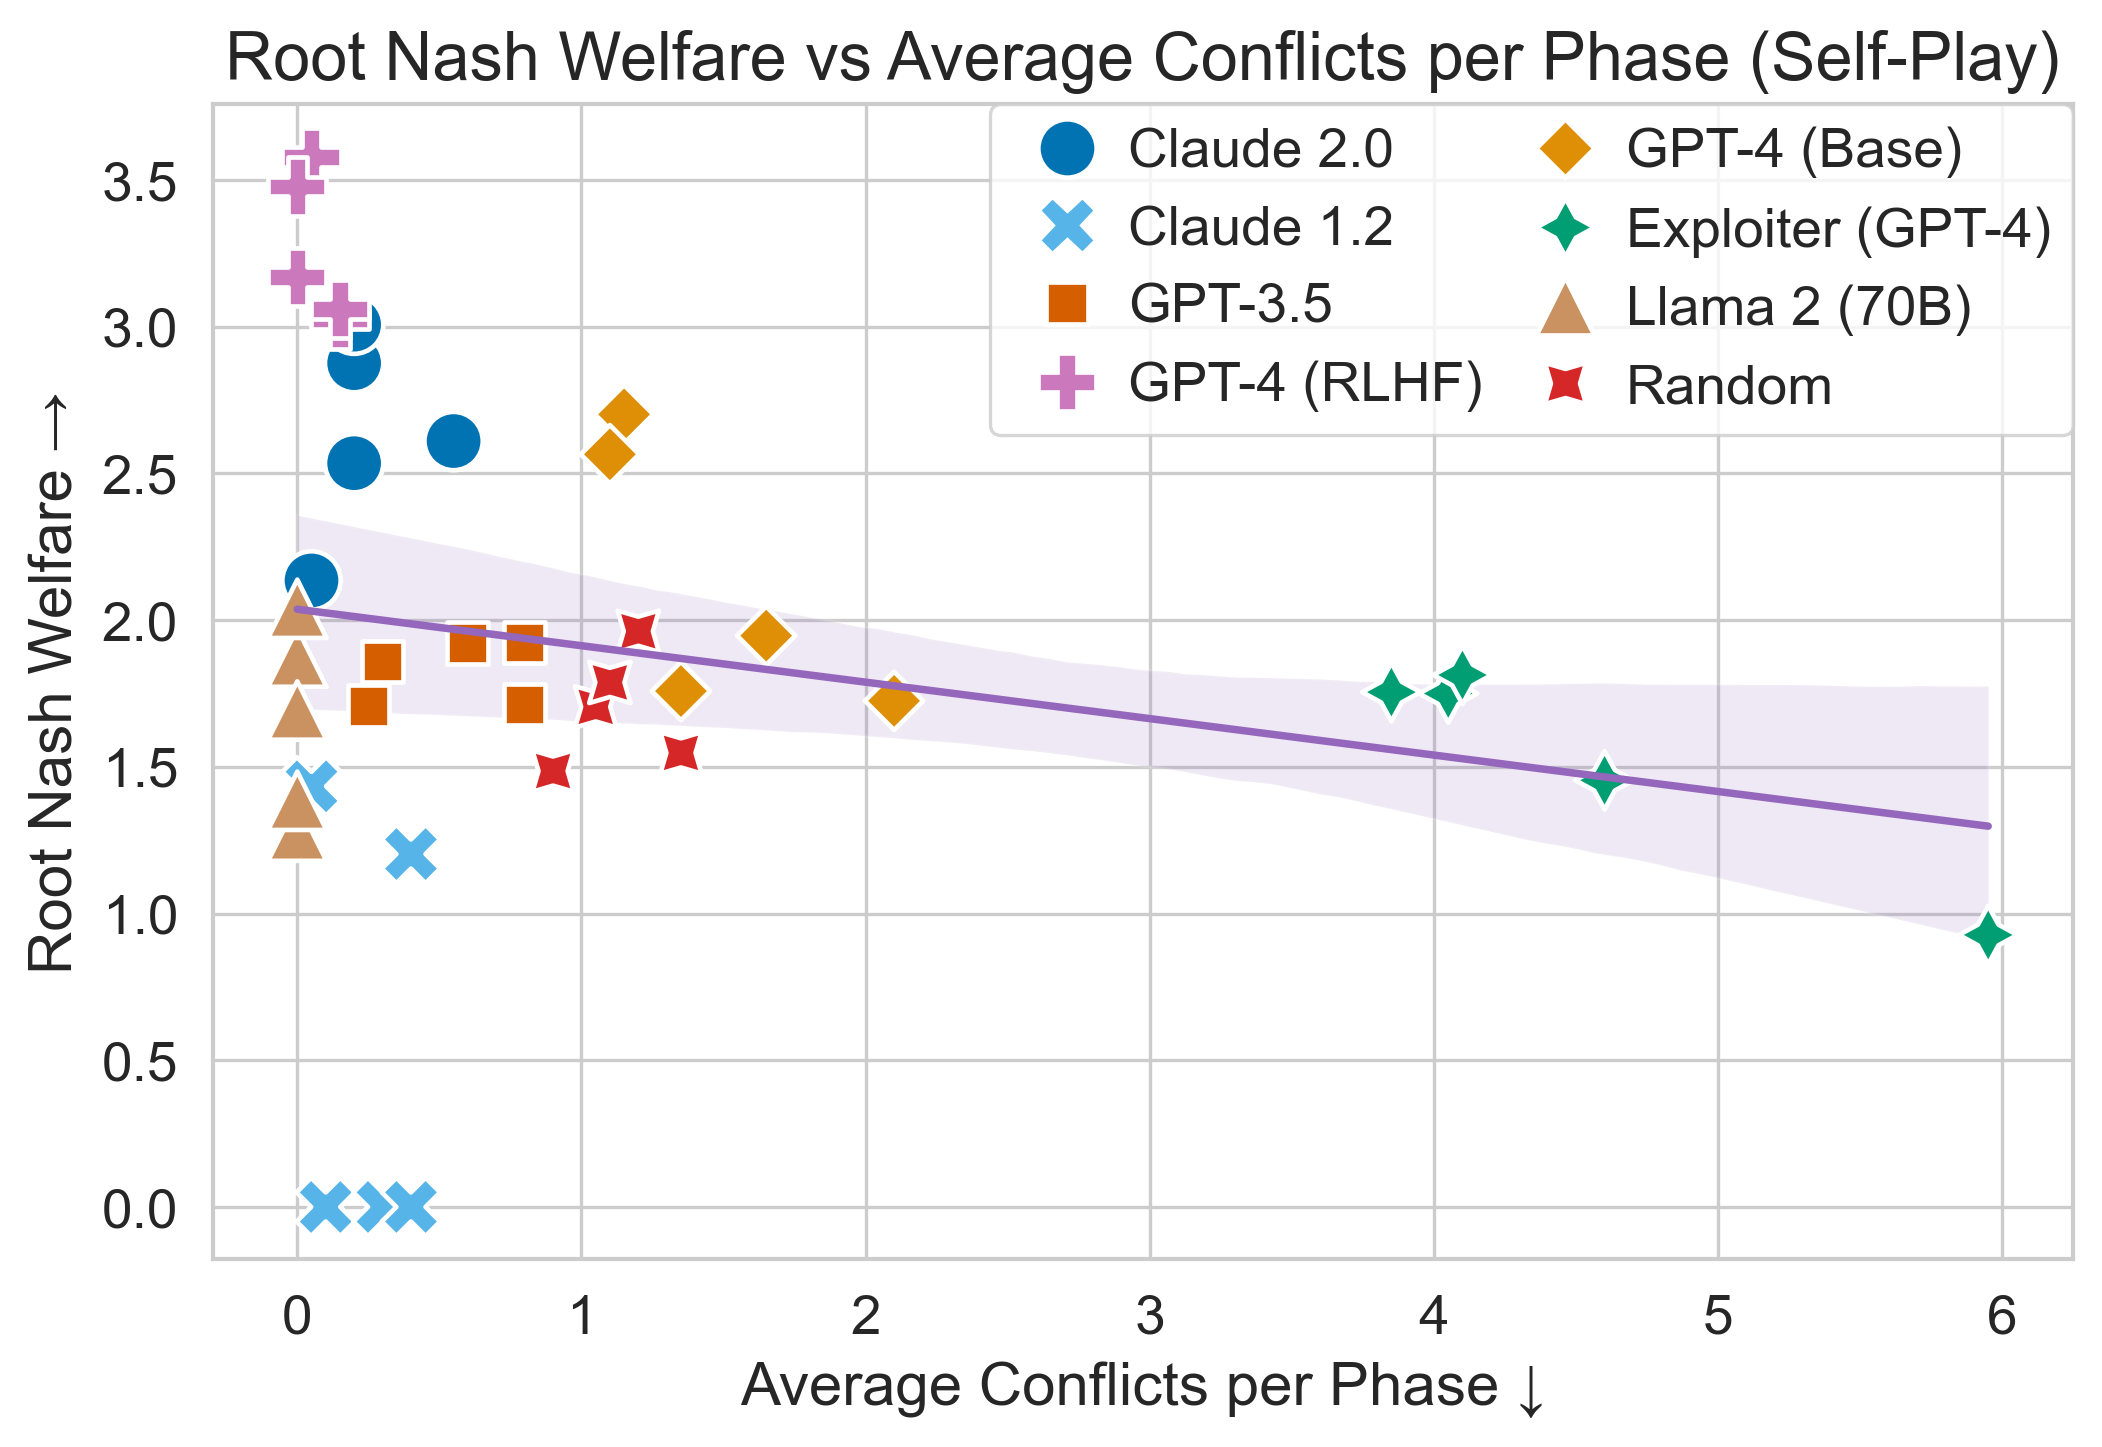 Root Nash Welfare vs Average Conflicts per Phase (Self-Play)
Claude 2.0
Claude 1.2
GPT-3.5
GPT-4 (RLHF)
GPT-4 (Base)
Exploiter (GPT-4)
Llama 2 (70B)
Random
Root Nash Welfare →
3.5
3.0
2.5
2.0
1.5
1.0
0.5
0.0
0 1 2 3 4 5 6
Average Conflicts per Phase ↓